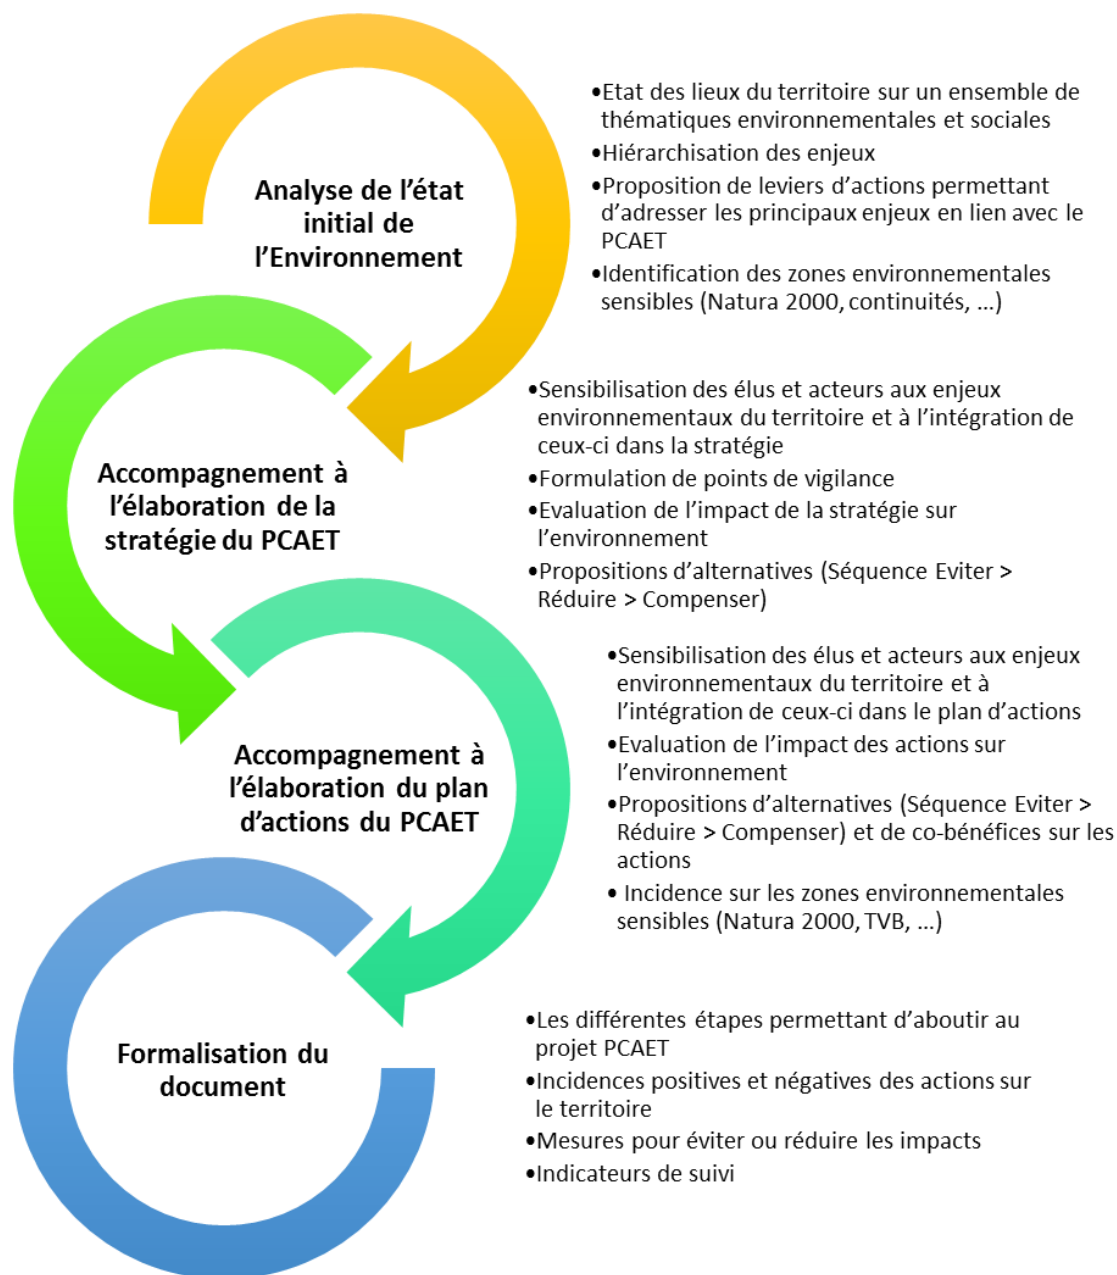 Analyse de l’état
initial de
l’Environnement
•Etat des lieux du territoire sur un ensemble de
thématiques environnementales et sociales
•Hiérarchisation des enjeux
•Proposition de leviers d’actions permettant
d’adresser les principaux enjeux en lien avec le
PCAET
•Identification des zones environnementales
sensibles (Natura 2000, continuités, …)
Accompagnement à
l’élaboration de la
stratégie du PCAET
•Sensibilisation des élus et acteurs aux enjeux
environnementaux du territoire et à l’intégration de
ceux-ci dans la stratégie
•Formulation de points de vigilance
•Evaluation de l’impact de la stratégie sur
l’environnement
•Propositions d’alternatives (Séquence Eviter >
Réduire > Compenser)
Accompagnement à
l’élaboration du plan
d’actions du PCAET
•Sensibilisation des élus et acteurs aux enjeux
environnementaux du territoire et à
l’intégration de ceux-ci dans le plan d’actions
•Evaluation de l’impact des actions sur
l’environnement
•Propositions d’alternatives (Séquence Eviter >
Réduire > Compenser) et de co-bénéfices sur les
actions
• Incidence sur les zones environnementales
sensibles (Natura 2000, TVB, …)
Formalisation du
document
•Les différentes étapes permettant d’aboutir au
projet PCAET
•Incidences positives et négatives des actions sur
le territoire
•Mesures pour éviter ou réduire les impacts
•Indicateurs de suivi